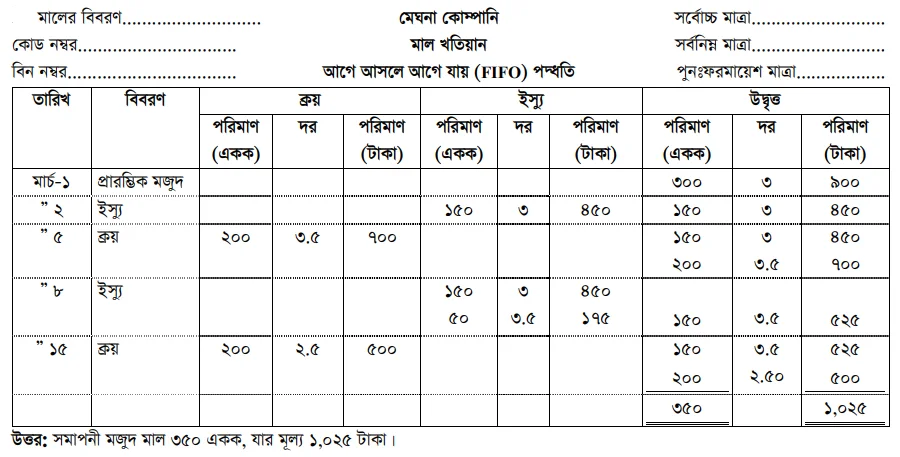 মালের বিবরণ.......................... মেঘনা কোম্পানি সর্বোচ্চ মাত্রা.........................
কোড নম্বর............................... মাল খতিয়ান সর্বনিম্ন মাত্রা.........................
বিন নম্বর................................. আগে আসলে আগে যায় (FIFO) পদ্ধতি পুনঃফরমায়েশ মাত্রা.................
তারিখ বিবরণ ক্রয় ইস্যু উদ্বৃত্ত
পরিমাণ দর পরিমাণ পরিমাণ দর পরিমাণ পরিমাণ দর পরিমাণ
(একক) (টাকা) (একক) (টাকা) (একক) (টাকা)
মার্চ-১ প্রারম্ভিক মজুদ ৩০০ ৩ ৯০০
” ২ ইস্যু ১৫০ ৩ ৪৫০ ১৫০ ৩ ৪৫০
” ৫ ক্রয় ২০০ ৩.৫ ৭০০ ১৫০ ৩ ৪৫০
২০০ ৩.৫ ৭০০
” ৮ ইস্যু ১৫০ ৩ ৪৫০
৫০ ৩.৫ ১৭৫ ১৫০ ৩.৫ ৫২৫
” ১৫ ক্রয় ২০০ ২.৫ ৫০০ ১৫০ ৩.৫ ৫২৫
২০০ ২.৫০ ৫০০
৩৫০ ১,০২৫
উত্তর: সমাপনী মজুদ মাল ৩৫০ একক, যার মূল্য ১,০২৫ টাকা।